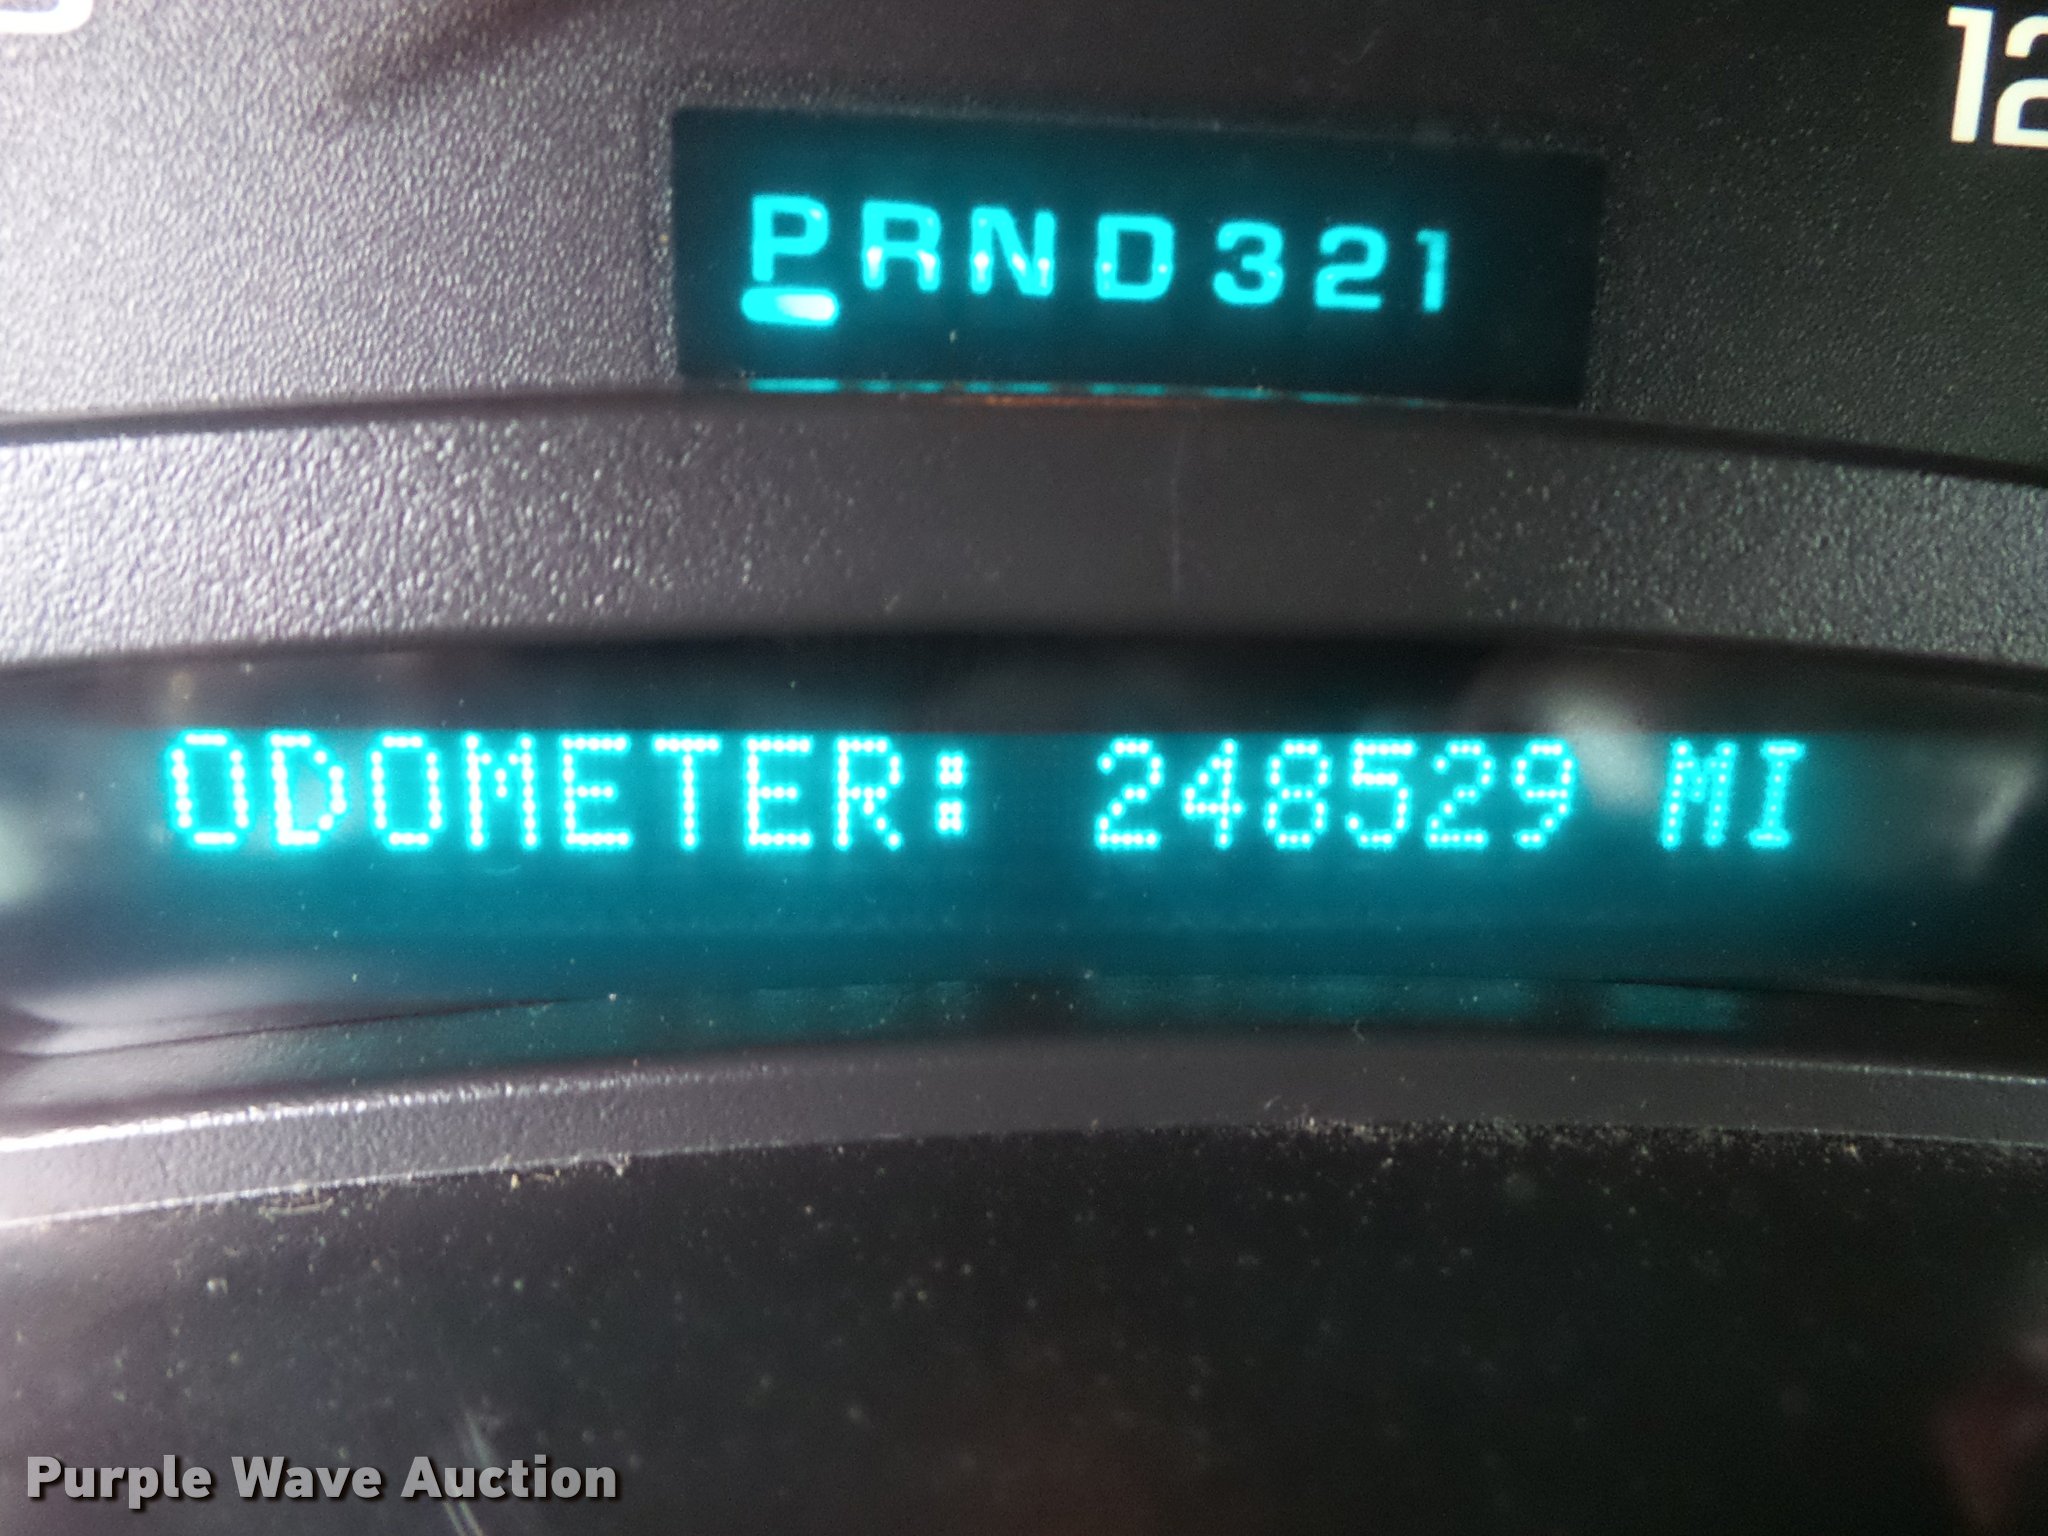 12
PRND321
ODOMETER: 248529 MI
Purple Wave Auction